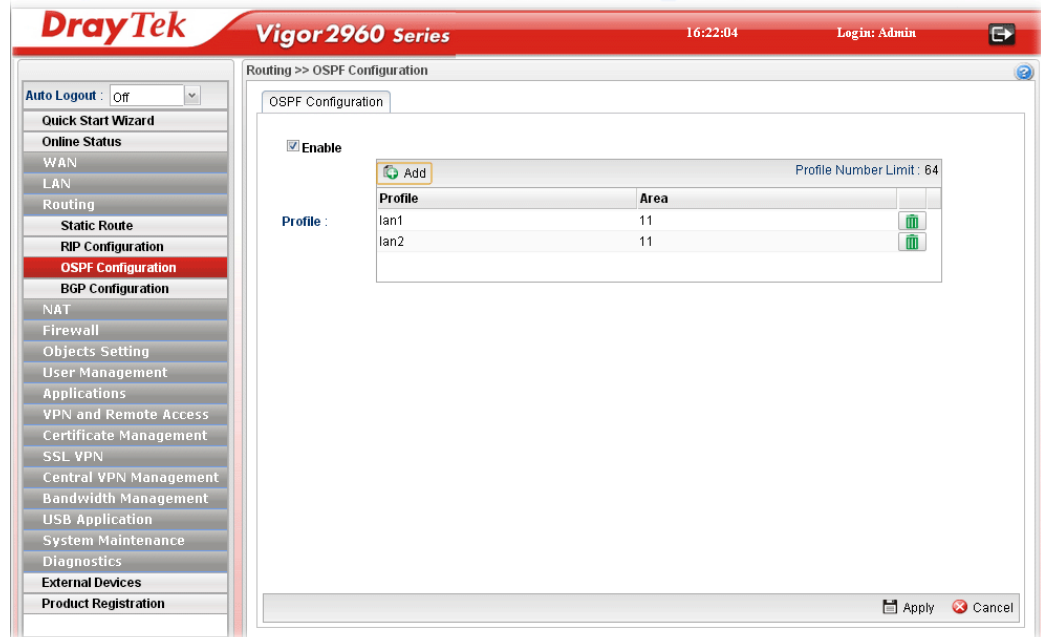 DrayTek Vigor2960 Series 16:22:04 Login: Admin
Auto Logout : Off
Quick Start Wizard
Online Status
WAN
LAN
Routing
Static Route
RIP Configuration
OSPF Configuration
BGP Configuration
NAT
Firewall
Objects Setting
User Management
Applications
VPN and Remote Access
Certificate Management
SSL VPN
Central VPN Management
Bandwidth Management
USB Application
System Maintenance
Diagnostics
External Devices
Product Registration
Routing >> OSPF Configuration
OSPF Configuration
Enable
Add Profile Number Limit : 64
Profile Area
Profile :
lan1 11
lan2 11
Apply Cancel